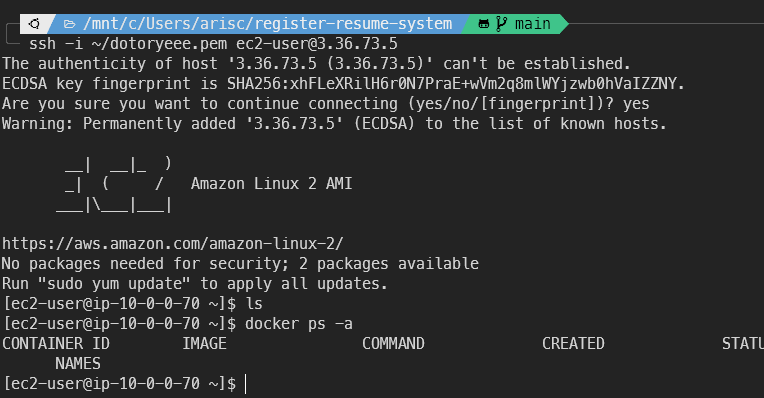 /mnt/c/Users/arisc/register-resume-system main
ssh -i ~/dotoryeee.pem ec2-user@3.36.73.5
The authenticity of host '3.36.73.5 (3.36.73.5)' can't be established.
ECDSA key fingerprint is SHA256:xhFLeXRilH6r0N7PraE+wVm2q8mlWYjzwb0hVaIZZNY.
Are you sure you want to continue connecting (yes/no/[fingerprint])? yes
Warning: Permanently added '3.36.73.5' (ECDSA) to the list of known hosts.
__|  __|_  )
_|  (     /   Amazon Linux 2 AMI
___|\___|___|
https://aws.amazon.com/amazon-linux-2/
No packages needed for security; 2 packages available
Run "sudo yum update" to apply all updates.
[ec2-user@ip-10-0-0-70 ~]$ ls
[ec2-user@ip-10-0-0-70 ~]$ docker ps -a
CONTAINER ID IMAGE COMMAND CREATED STATU
NAMES
[ec2-user@ip-10-0-0-70 ~]$